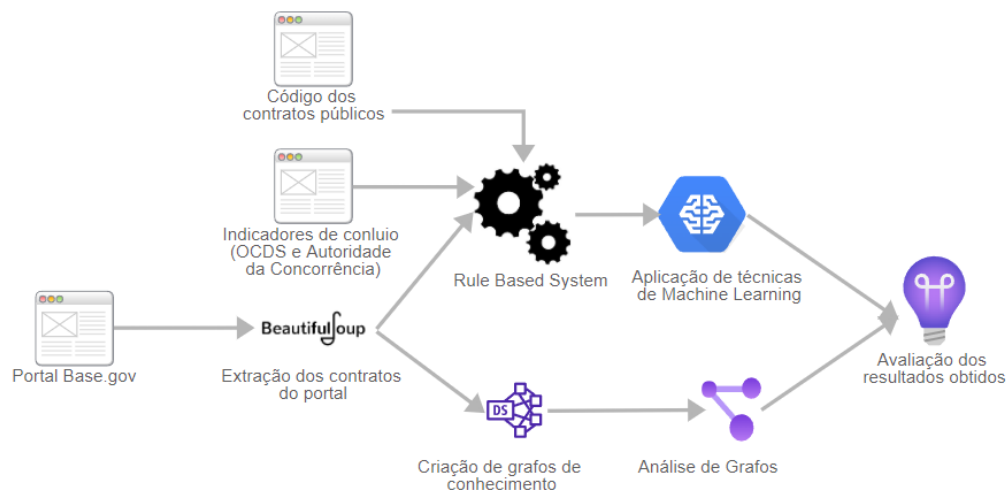 Código dos
contratos públicos
Indicadores de conluio
(OCDS e Autoridade
da Concorrência)
Rule Based System
Aplicação de técnicas
de Machine Learning
Portal Base.gov
BeautifulSoup
Extração dos contratos
do portal
Avaliação dos
resultados obtidos
DS
Criação de grafos de
conhecimento
Análise de Grafos